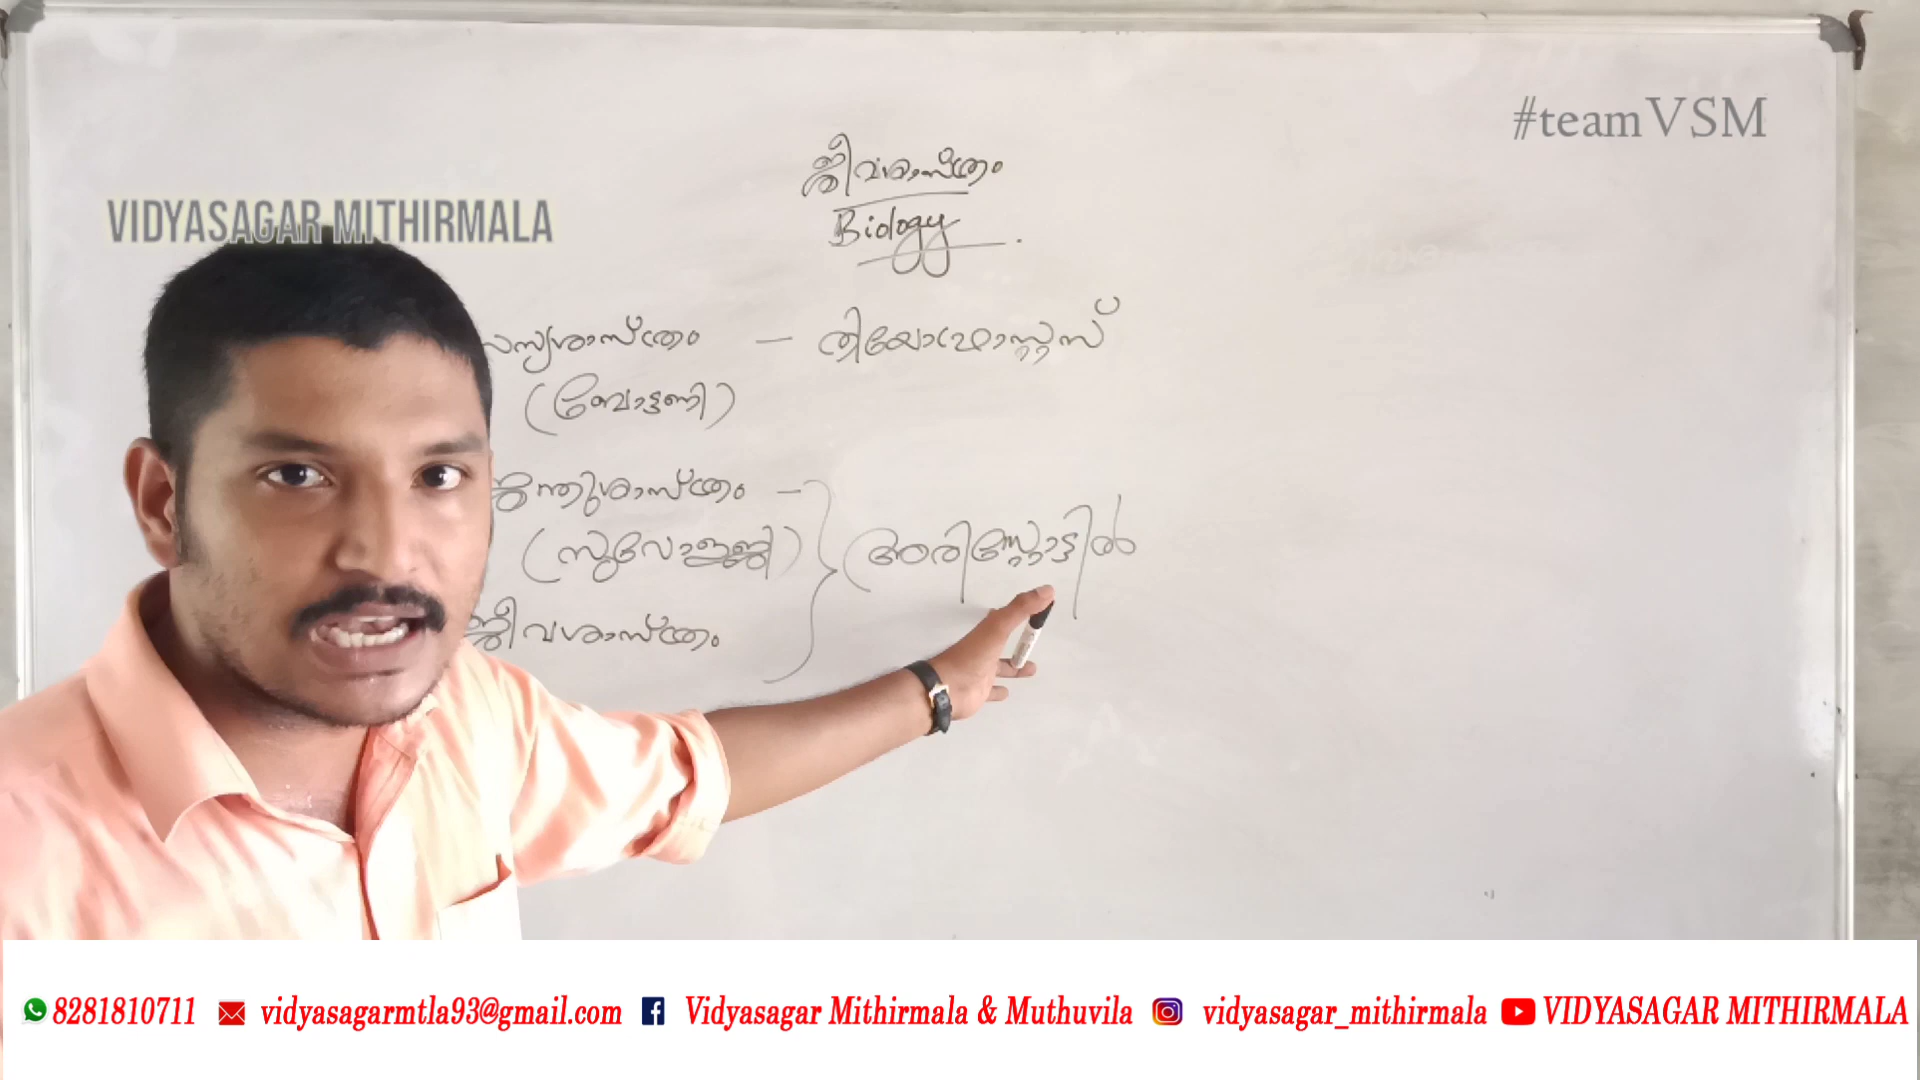 #teamVSM
VIDYASAGAR MITHIRMALA
ജീവശാസ്ത്രം
Biology
സസ്യശാസ്ത്രം — തിയോഫ്രാസ്റ്റസ്
(ബോട്ടണി)
ജന്തുശാസ്ത്രം —
(സുവോളജി)
അരിസ്റ്റോട്ടിൽ
ജീവശാസ്ത്രം
8281810711 vidyasagarmtla93@gmail.com Vidyasagar Mithirmala & Muthuvila vidyasagar_mithirmala VIDYASAGAR MITHIRMALA